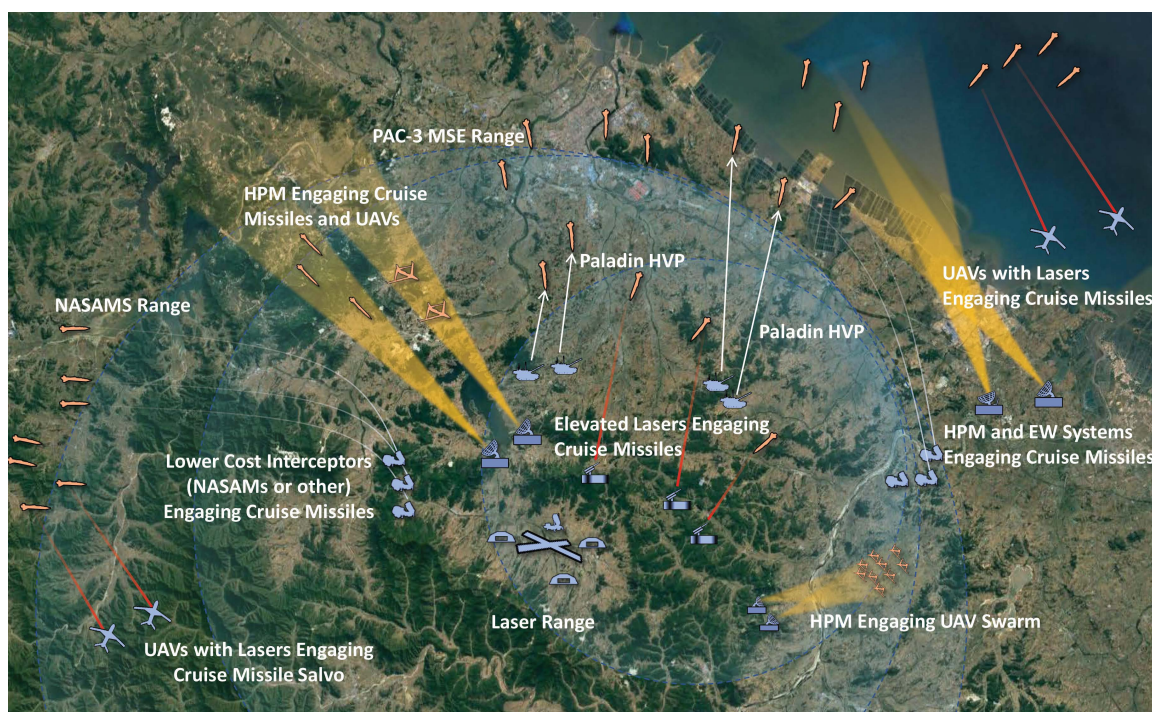 PAC-3 MSE Range
HPM Engaging Cruise
Missiles and UAVs
Paladin HVP
UAVs with Lasers
Engaging Cruise Missiles
NASAMS Range
Paladin HVP
Elevated Lasers Engaging
Cruise Missiles
HPM and EW Systems
Engaging Cruise Missiles
Lower Cost Interceptors
(NASAMs or other)
Engaging Cruise Missiles
Laser Range
HPM Engaging UAV Swarm
UAVs with Lasers Engaging
Cruise Missile Salvo